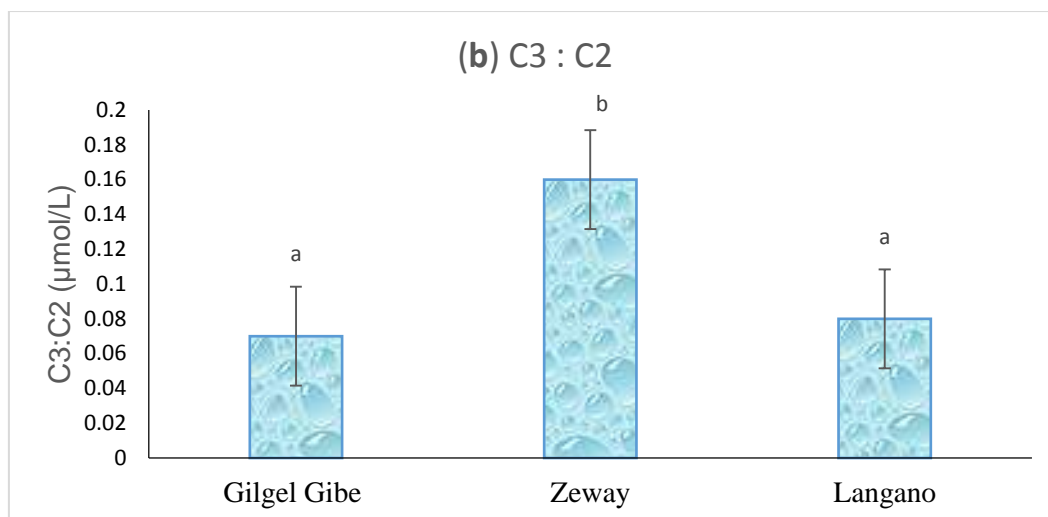 (b) C3 : C2
C3:C2 (µmol/L)
0.2
0.18
0.16
0.14
0.12
0.1
0.08
0.06
0.04
0.02
0
a
b
a
Gilgel Gibe Zeway Langano